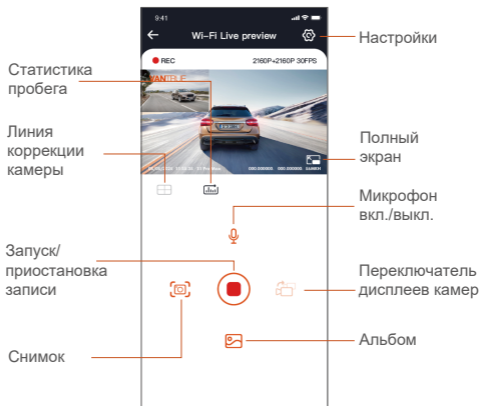 9:41
Wi-Fi Live preview
Настройки
REC
2160P+2160P 30FPS
VANTRUE
Статистика
пробега
Линия
коррекции
камеры
Полный
экран
Микрофон
вкл./выкл.
Запуск/
приостановка
записи
Переключатель
дисплеев камер
Альбом
Снимок